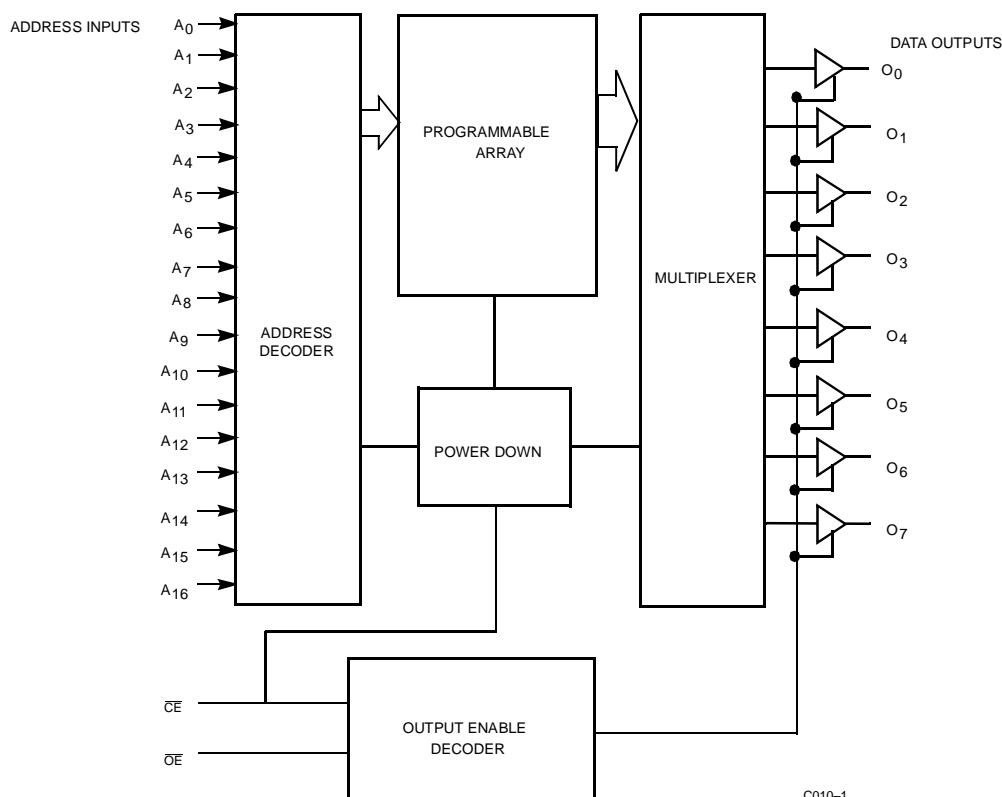 ADDRESS INPUTS
A0
A1
A2
A3
A4
A5
A6
A7
A8
A9
A10
A11
A12
A13
A14
A15
A16
ADDRESS
DECODER
PROGRAMMABLE
ARRAY
POWER DOWN
MULTIPLEXER
DATA OUTPUTS
O0
O1
O2
O3
O4
O5
O6
O7
C̅E̅
O̅E̅
OUTPUT ENABLE
DECODER
C010–1